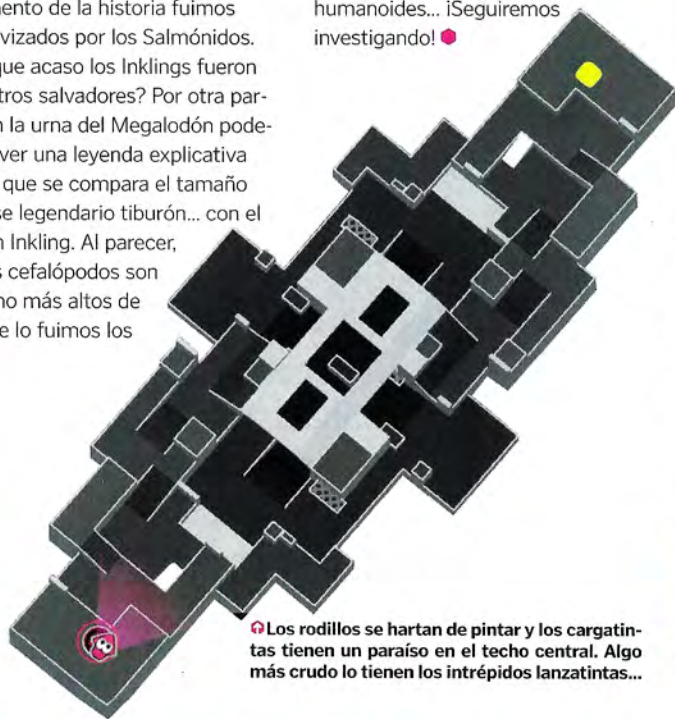 mento de la historia fuimos
vizados por los Salmónidos.
que acaso los Inklings fueron
tros salvadores? Por otra par-
n la urna del Megalodón pode-
ver una leyenda explicativa
que se compara el tamaño
se legendario tiburón... con el
n Inkling. Al parecer,
s cefalópodos son
no más altos de
e lo fuimos los
humanoides... ¡Seguiremos
investigando!
Los rodillos se hartan de pintar y los cargatin-
tas tienen un paraíso en el techo central. Algo
más crudo lo tienen los intrépidos lanzatintas...